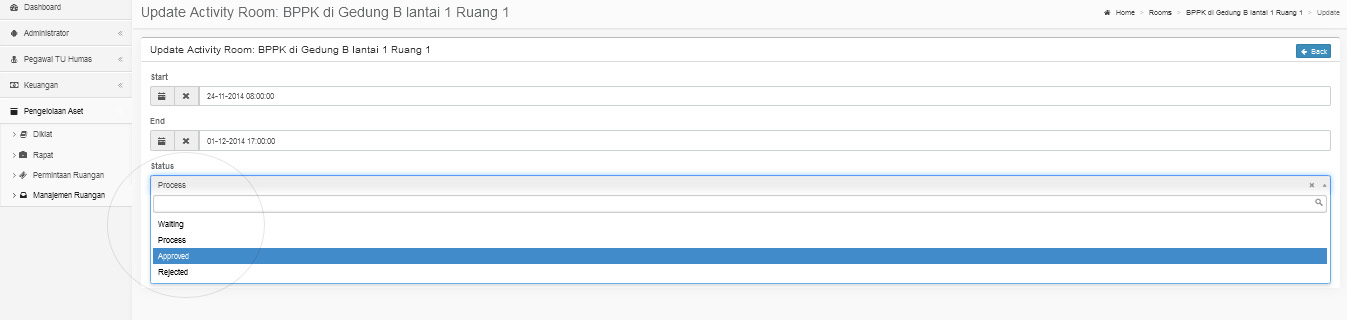 Dashboard
Administrator
Pegawai TU Humas
Keuangan
Pengelolaan Aset
Diklat
Rapat
Permintaan Ruangan
Manajemen Ruangan
Update Activity Room: BPPK di Gedung B lantai 1 Ruang 1
Home > Rooms > BPPK di Gedung B lantai 1 Ruang 1 > Update
Update Activity Room: BPPK di Gedung B lantai 1 Ruang 1
Back
Start
24-11-2014 08:00:00
End
01-12-2014 17:00:00
Status
Process
Waiting
Process
Approved
Rejected